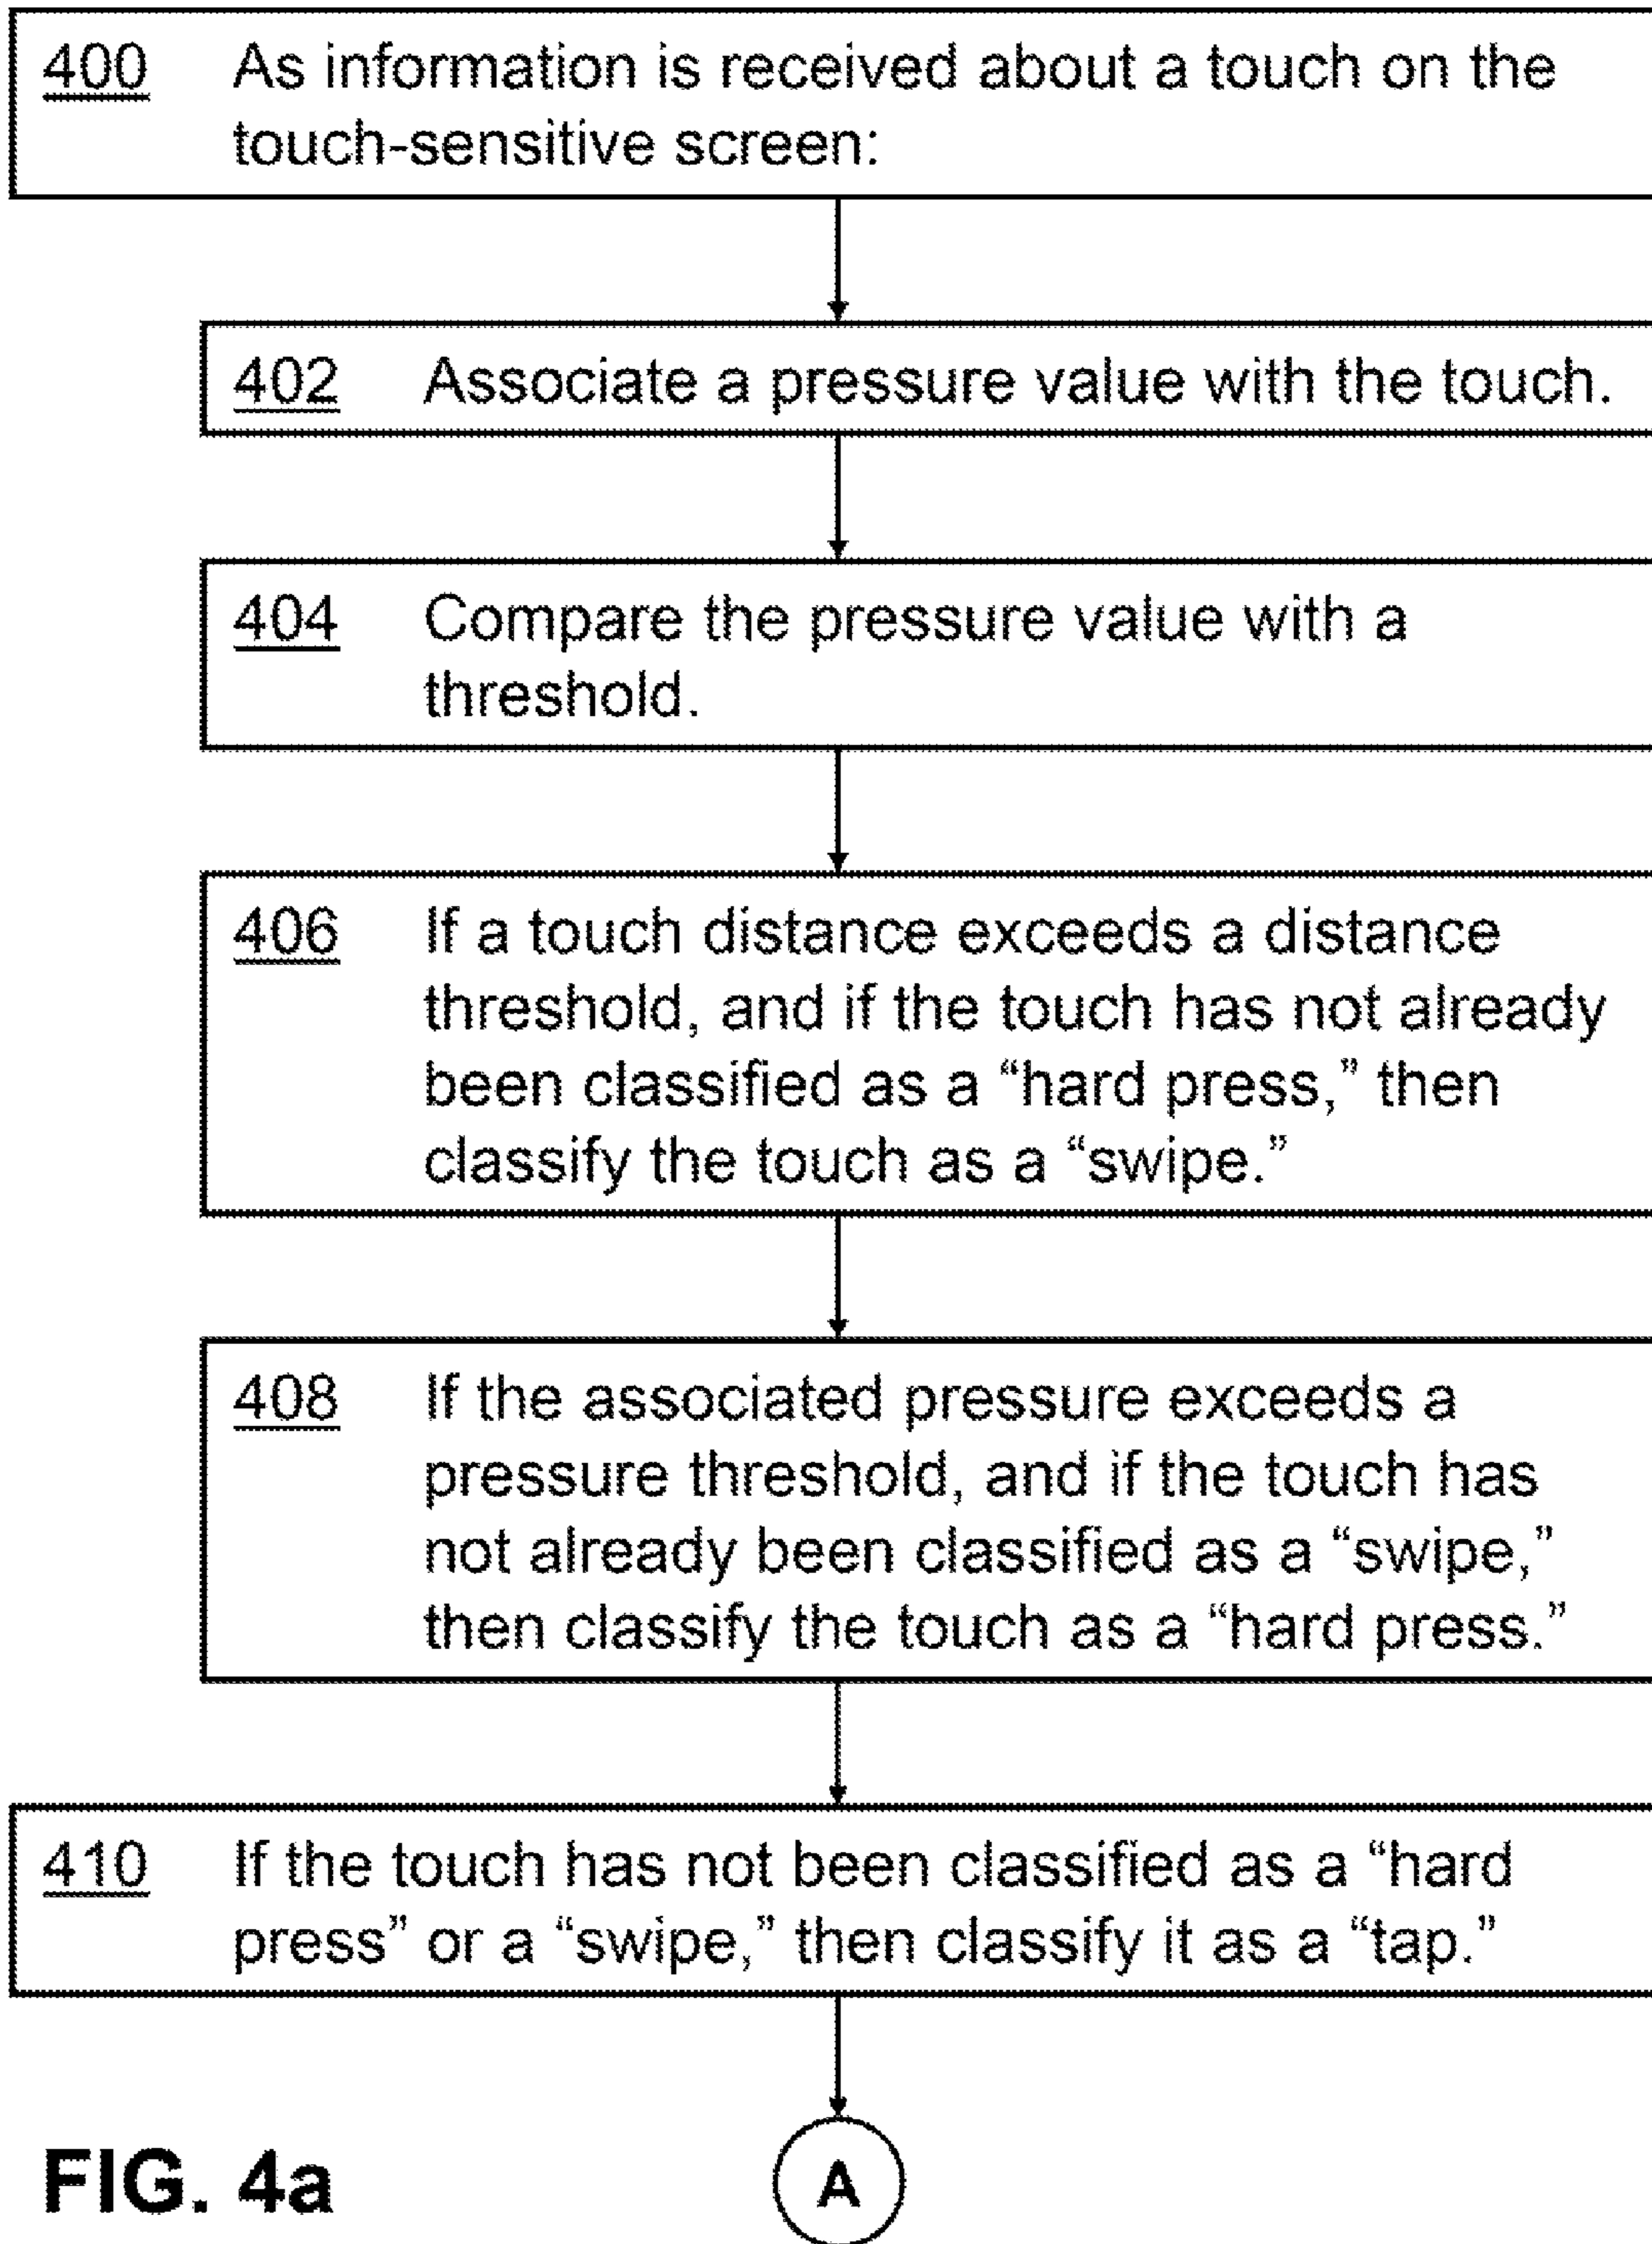 400 As information is received about a touch on the
touch-sensitive screen:
402 Associate a pressure value with the touch.
404 Compare the pressure value with a
threshold.
406 If a touch distance exceeds a distance
threshold, and if the touch has not already
been classified as a “hard press,” then
classify the touch as a “swipe.”
408 If the associated pressure exceeds a
pressure threshold, and if the touch has
not already been classified as a “swipe,”
then classify the touch as a “hard press.”
410 If the touch has not been classified as a “hard
press” or a “swipe,” then classify it as a “tap.”
FIG. 4a
A